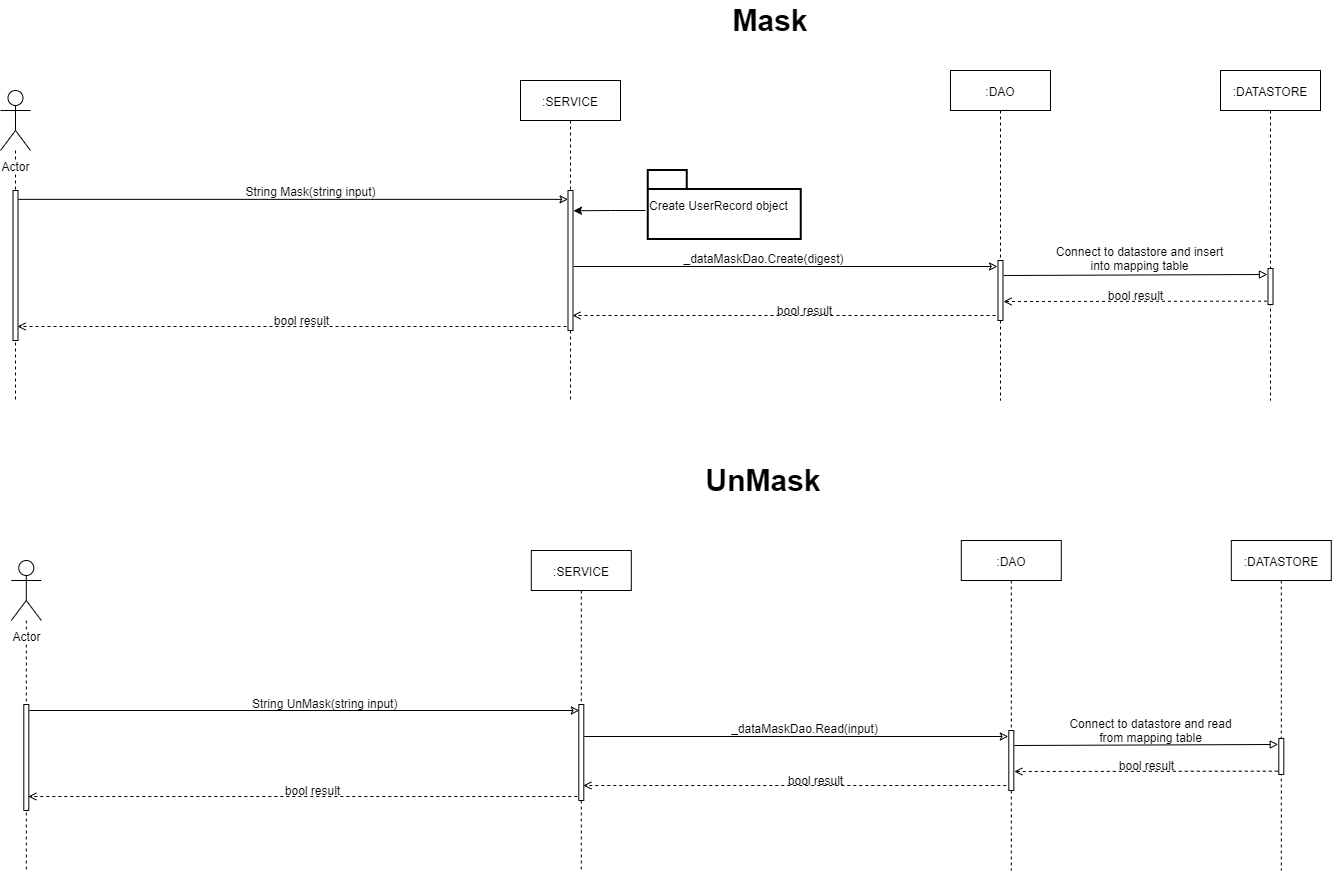 Mask
:SERVICE
:DAO
:DATASTORE
Actor
String Mask(string input)
Create UserRecord object
_dataMaskDao.Create(digest)
Connect to datastore and insert
into mapping table
bool result
bool result
bool result
UnMask
:SERVICE
:DAO
:DATASTORE
Actor
String UnMask(string input)
_dataMaskDao.Read(input)
Connect to datastore and read
from mapping table
bool result
bool result
bool result